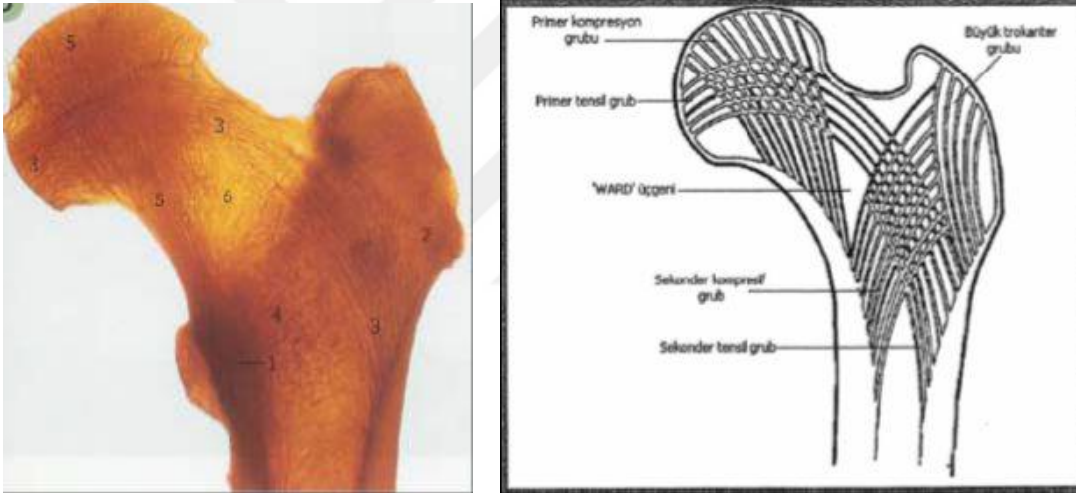 5
3
3
5
6
2
4
3
1
Primer kompresyon
grubu
Büyük trokanter
grubu
Primer tensil grub
'WARD' üçgeni
Sekonder kompresif
grub
Sekonder tensil grub